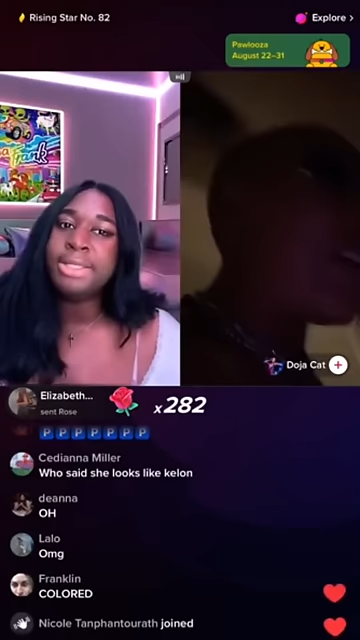 Rising Star No. 82
Explore >
Pawlooza
August 22–31
Frank
Doja Cat +
Elizabeth...
sent Rose
x282
P P P P P P P
Cedianna Miller
Who said she looks like kelon
deanna
OH
Lalo
Omg
Franklin
COLORED
Nicole Tanphantourath joined